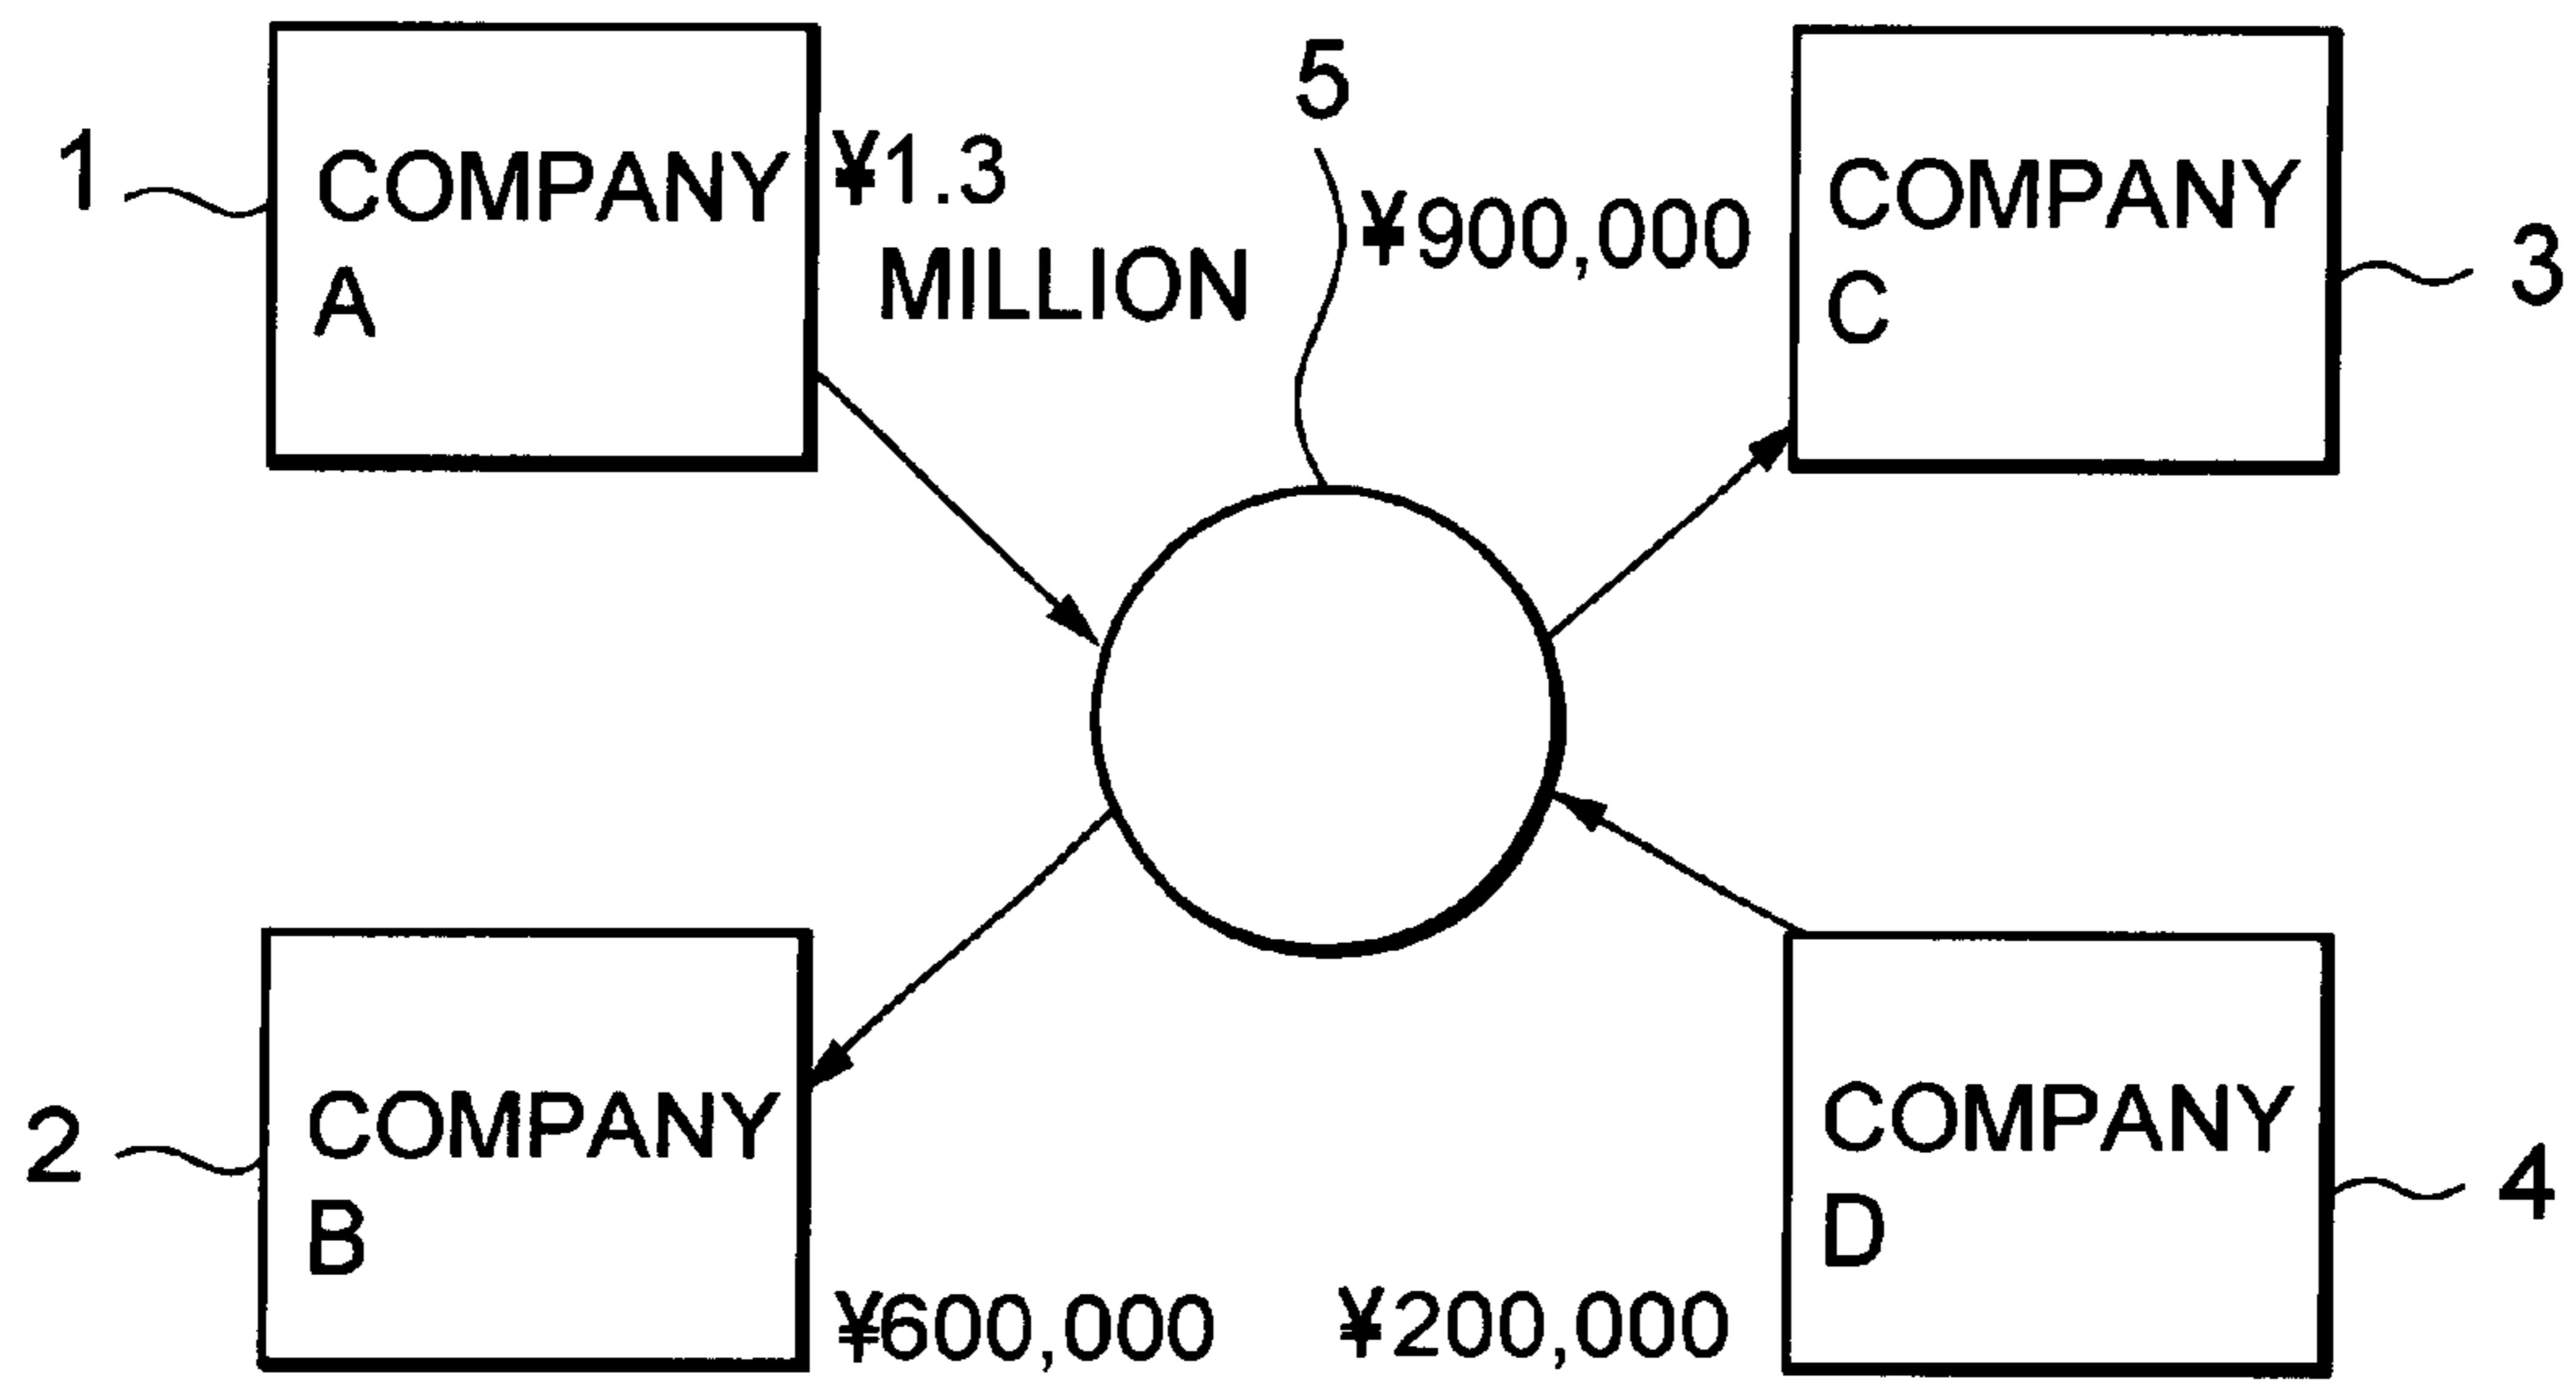 1
COMPANY
A
¥1.3
MILLION
5
¥900,000
COMPANY
C
3
2
COMPANY
B
¥600,000
¥200,000
COMPANY
D
4